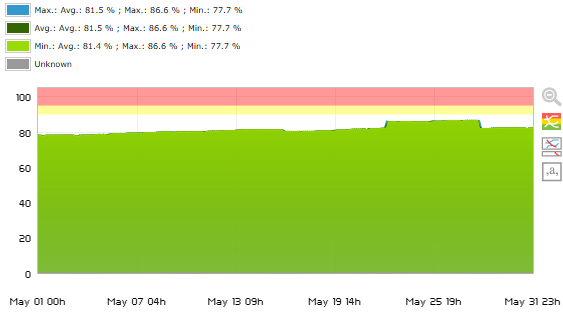 Max.: Avg.: 81.5 % ; Max.: 86.6 % ; Min.: 77.7 %
Avg.: Avg.: 81.5 % ; Max.: 86.6 % ; Min.: 77.7 %
Min.: Avg.: 81.4 % ; Max.: 86.6 % ; Min.: 77.7 %
Unknown
100
80
60
40
20
0
May 01 00h May 07 04h May 13 09h May 19 14h May 25 19h May 31 23h
,a,